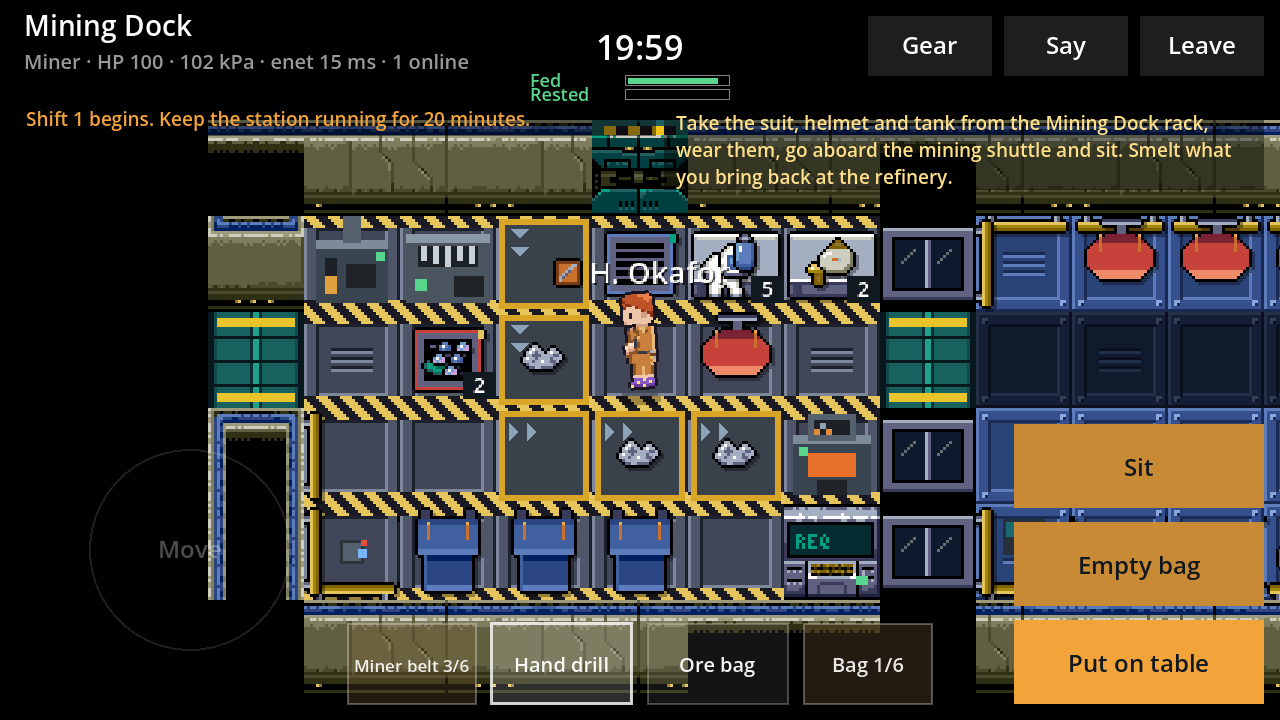 Mining Dock
Miner · HP 100 · 102 kPa · enet 15 ms · 1 online
19:59
Fed
Rested
Gear
Say
Leave
Shift 1 begins. Keep the station running for 20 minutes.
Take the suit, helmet and tank from the Mining Dock rack,
wear them, go aboard the mining shuttle and sit. Smelt what
you bring back at the refinery.
H. Okafor
5
2
2
Sit
REQ
Move
Empty bag
Miner belt 3/6
Hand drill
Ore bag
Bag 1/6
Put on table